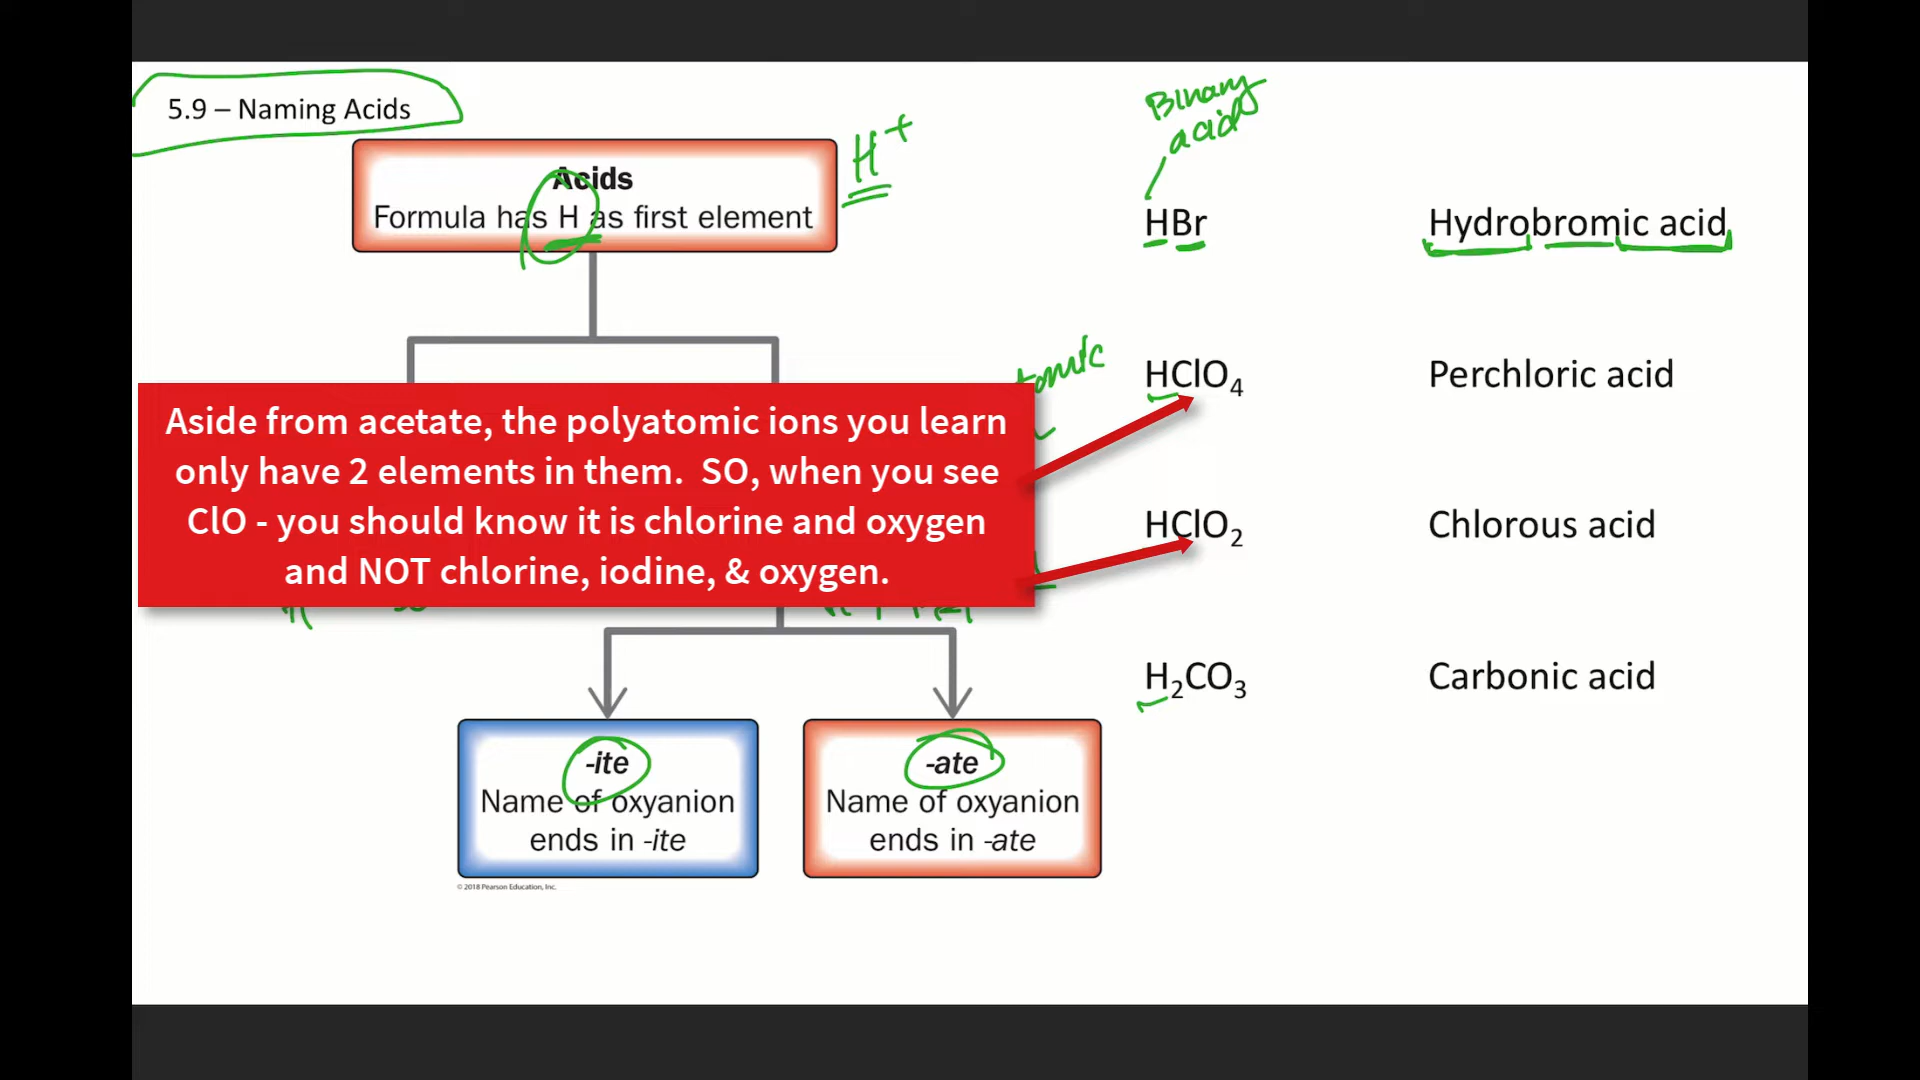 5.9 – Naming Acids
Acids
Formula has H as first element
H+
Binary
acid
HBr
Hydrobromic acid
HClO4
Perchloric acid
Aside from acetate, the polyatomic ions you learn
only have 2 elements in them. SO, when you see
ClO - you should know it is chlorine and oxygen
and NOT chlorine, iodine, & oxygen.
HClO2
Chlorous acid
H2CO3
Carbonic acid
-ite
Name of oxyanion
ends in -ite
-ate
Name of oxyanion
ends in -ate
© 2018 Pearson Education, Inc.